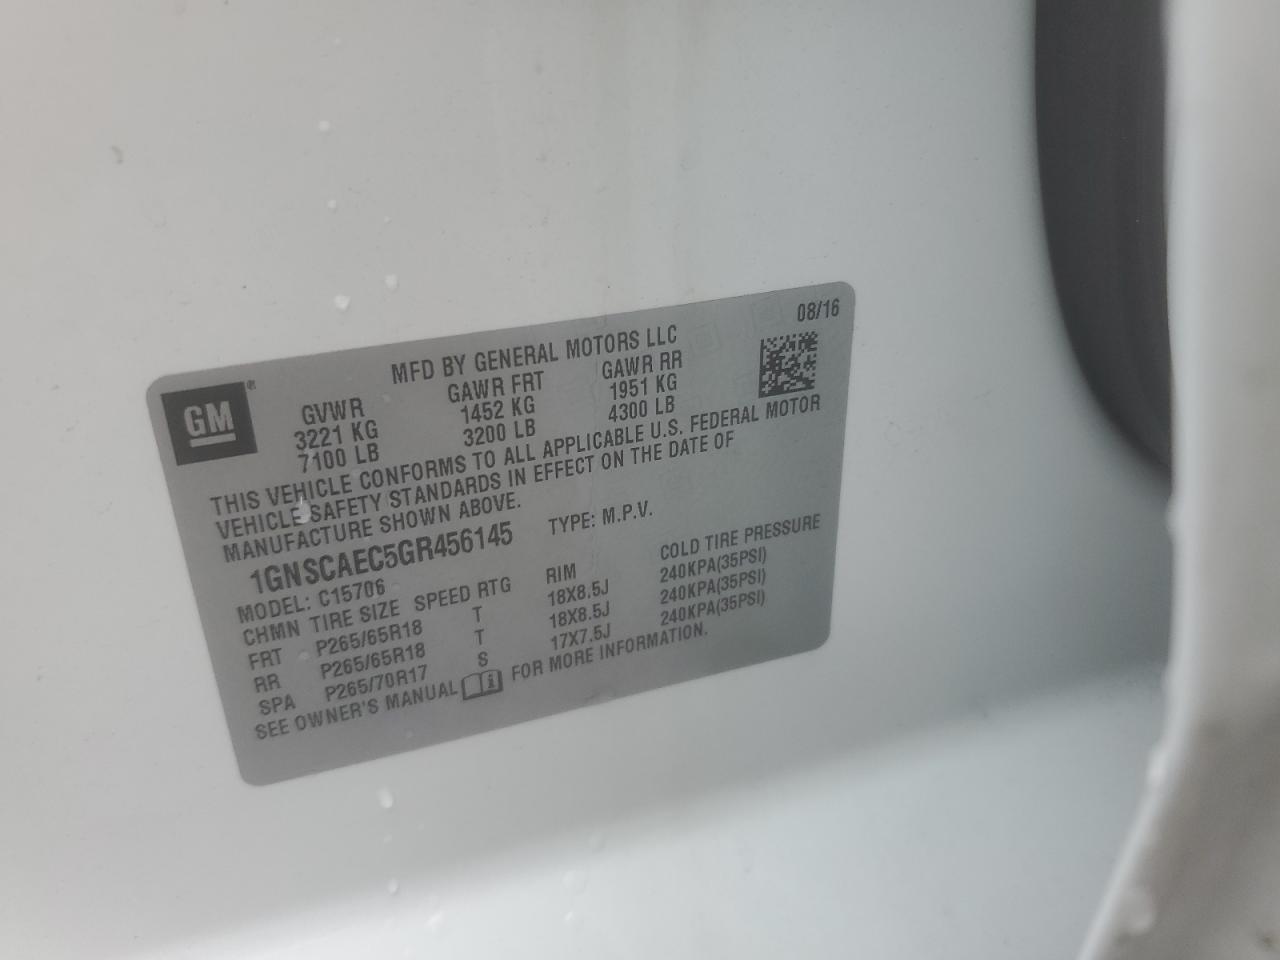 08/16
MFD BY GENERAL MOTORS LLC
GM®
GVWR GAWR FRT GAWR RR
3221 KG 1452 KG 1951 KG
7100 LB 3200 LB 4300 LB
THIS VEHICLE CONFORMS TO ALL APPLICABLE U.S. FEDERAL MOTOR
VEHICLE SAFETY STANDARDS IN EFFECT ON THE DATE OF
MANUFACTURE SHOWN ABOVE.
1GNSCAEC5GR456145 TYPE: M.P.V.
MODEL: C15706
CHMN TIRE SIZE SPEED RTG RIM COLD TIRE PRESSURE
FRT P265/65R18 T 18X8.5J 240KPA(35PSI)
RR P265/65R18 T 18X8.5J 240KPA(35PSI)
SPA P265/70R17 S 17X7.5J 240KPA(35PSI)
SEE OWNER'S MANUAL FOR MORE INFORMATION.